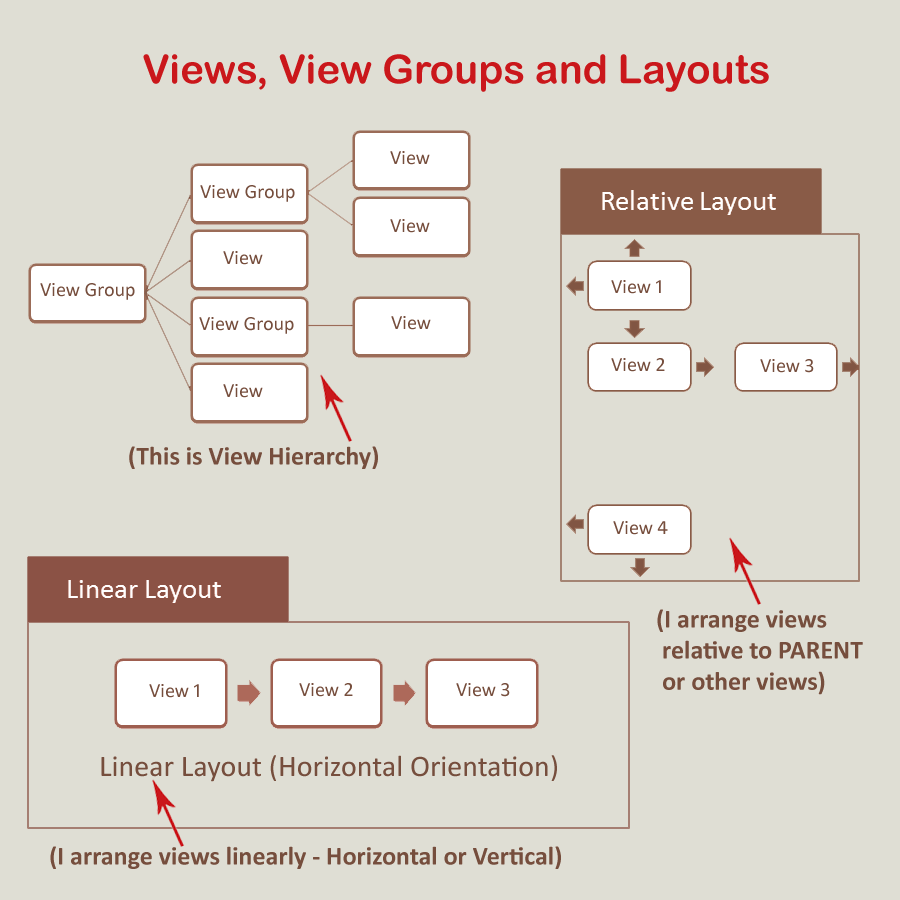 Views, View Groups and Layouts
View Group
View Group
View
View Group
View
View
View
View
(This is View Hierarchy)
Relative Layout
View 1
View 2
View 3
View 4
(I arrange views
relative to PARENT
or other views)
Linear Layout
View 1
View 2
View 3
Linear Layout (Horizontal Orientation)
(I arrange views linearly - Horizontal or Vertical)